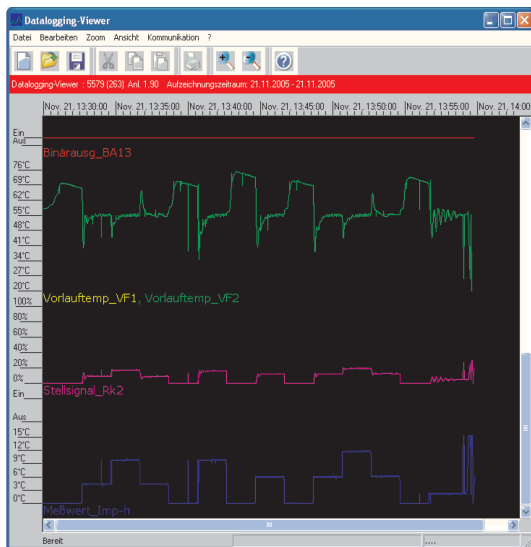 Datalogging-Viewer
Datei Bearbeiten Zoom Ansicht Kommunikation ?
Datalogging-Viewer : 5579 (263) Anl. 1.90 Aufzeichnungszeitraum: 21.11.2005 - 21.11.2005
Nov. 21, 13:30:00 Nov. 21, 13:35:00 Nov. 21, 13:40:00 Nov. 21, 13:45:00 Nov. 21, 13:50:00 Nov. 21, 13:55:00 Nov. 21, 14:00
Ein
Aus
Binärausg_BA13
76°C
69°C
62°C
55°C
48°C
41°C
34°C
27°C
20°C
Vorlauftemp_VF1, Vorlauftemp_VF2
100%
80%
60%
40%
20%
0%
Stellsignal_Rk2
Ein
Aus
15°C
12°C
9°C
6°C
3°C
0°C
Meßwert_Imp-h
Bereit
....